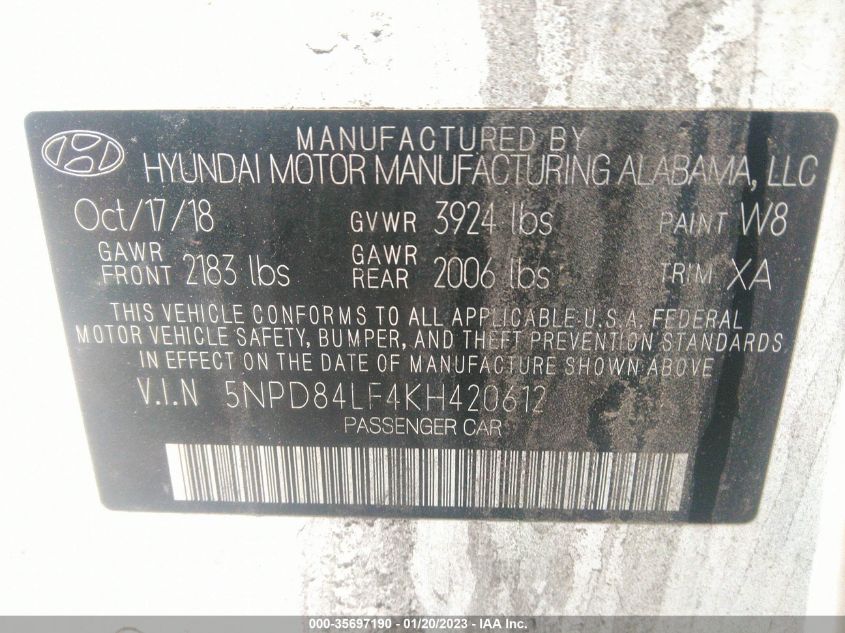 MANUFACTURED BY
HYUNDAI MOTOR MANUFACTURING ALABAMA, LLC
Oct/17/18 GVWR 3924 lbs PAINT W8
GAWR FRONT 2183 lbs GAWR REAR 2006 lbs TRIM XA
THIS VEHICLE CONFORMS TO ALL APPLICABLE U.S.A. FEDERAL
MOTOR VEHICLE SAFETY, BUMPER, AND THEFT PREVENTION STANDARDS
IN EFFECT ON THE DATE OF MANUFACTURE SHOWN ABOVE.
V.I.N 5NPD84LF4KH420612
PASSENGER CAR
000-35697190 - 01/20/2023 - IAA Inc.